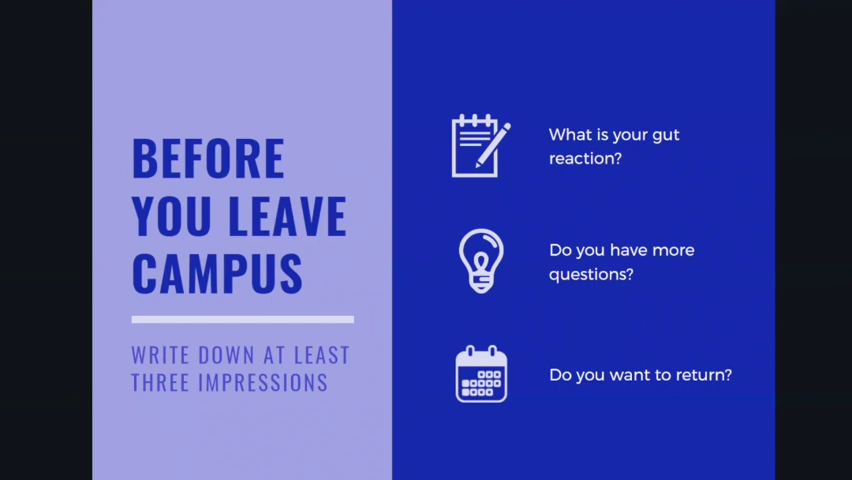 BEFORE
YOU LEAVE
CAMPUS
WRITE DOWN AT LEAST
THREE IMPRESSIONS
What is your gut
reaction?
Do you have more
questions?
Do you want to return?